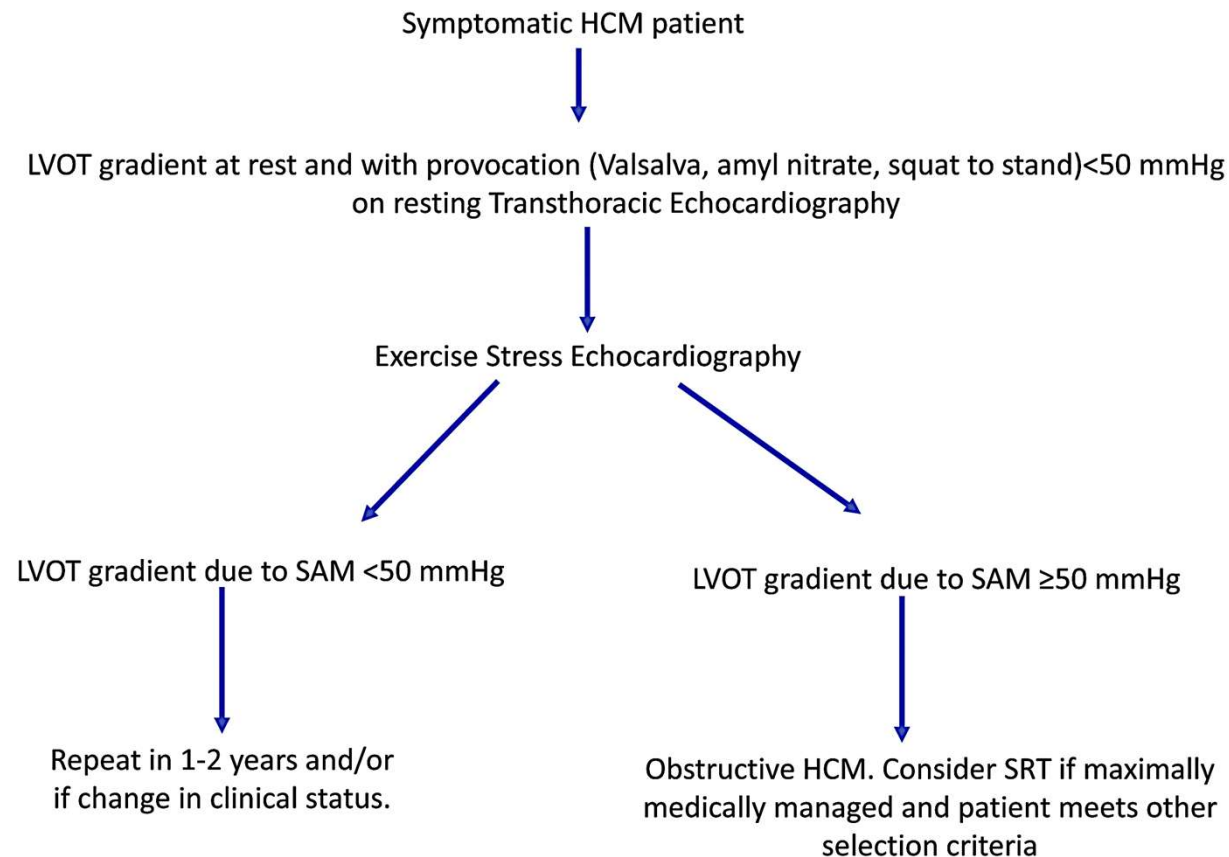 Symptomatic HCM patient
LVOT gradient at rest and with provocation (Valsalva, amyl nitrate, squat to stand)<50 mmHg
on resting Transthoracic Echocardiography
Exercise Stress Echocardiography
LVOT gradient due to SAM <50 mmHg
LVOT gradient due to SAM ≥50 mmHg
Repeat in 1-2 years and/or
if change in clinical status.
Obstructive HCM. Consider SRT if maximally
medically managed and patient meets other
selection criteria